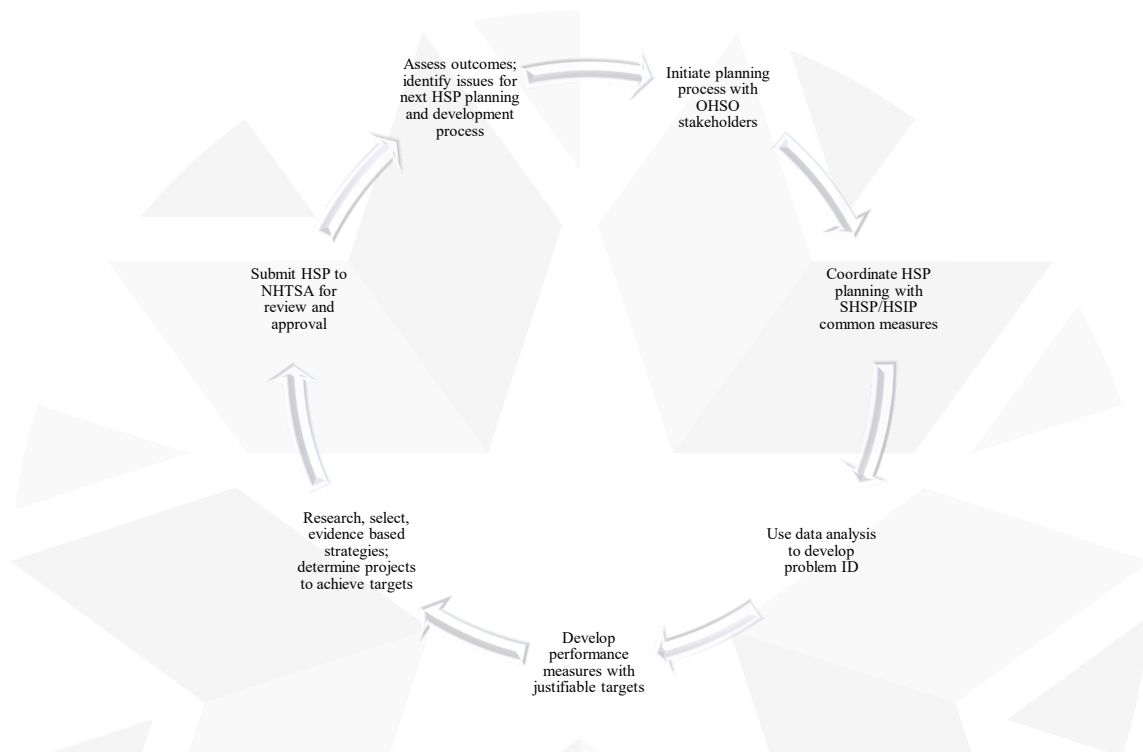 Assess outcomes;
identify issues for
next HSP planning
and development
process
Initiate planning
process with
OHSO
stakeholders
Coordinate HSP
planning with
SHSP/HSIP
common measures
Use data analysis
to develop
problem ID
Develop
performance
measures with
justifiable targets
Research, select,
evidence based
strategies;
determine projects
to achieve targets
Submit HSP to
NHTSA for
review and
approval